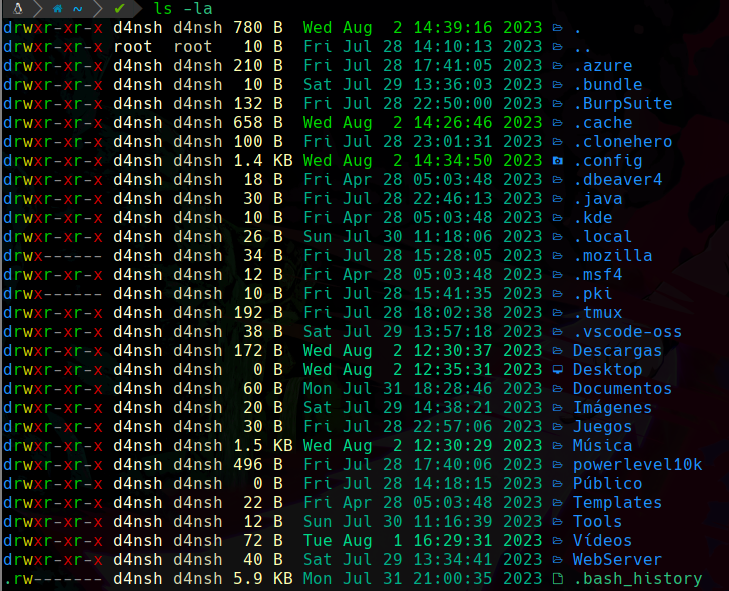 ~ ✔ ls -la
drwxr-xr-x d4nsh d4nsh 780 B Wed Aug 2 14:39:16 2023 .
drwxr-xr-x root root 10 B Fri Jul 28 14:10:13 2023 ..
drwxr-xr-x d4nsh d4nsh 210 B Fri Jul 28 17:41:05 2023 .azure
drwxr-xr-x d4nsh d4nsh 10 B Sat Jul 29 13:36:03 2023 .bundle
drwxr-xr-x d4nsh d4nsh 132 B Fri Jul 28 22:50:00 2023 .BurpSuite
drwxr-xr-x d4nsh d4nsh 658 B Wed Aug 2 14:26:46 2023 .cache
drwxr-xr-x d4nsh d4nsh 100 B Fri Jul 28 23:01:31 2023 .clonehero
drwxr-xr-x d4nsh d4nsh 1.4 KB Wed Aug 2 14:34:50 2023 .config
drwxr-xr-x d4nsh d4nsh 18 B Fri Apr 28 05:03:48 2023 .dbeaver4
drwxr-xr-x d4nsh d4nsh 30 B Fri Jul 28 22:46:13 2023 .java
drwxr-xr-x d4nsh d4nsh 10 B Fri Apr 28 05:03:48 2023 .kde
drwxr-xr-x d4nsh d4nsh 26 B Sun Jul 30 11:18:06 2023 .local
drwx------ d4nsh d4nsh 34 B Fri Jul 28 15:28:05 2023 .mozilla
drwxr-xr-x d4nsh d4nsh 12 B Fri Apr 28 05:03:48 2023 .msf4
drwx------ d4nsh d4nsh 10 B Fri Jul 28 15:41:35 2023 .pki
drwxr-xr-x d4nsh d4nsh 192 B Fri Jul 28 18:02:38 2023 .tmux
drwxr-xr-x d4nsh d4nsh 38 B Sat Jul 29 13:57:18 2023 .vscode-oss
drwxr-xr-x d4nsh d4nsh 172 B Wed Aug 2 12:30:37 2023 Descargas
drwxr-xr-x d4nsh d4nsh 0 B Wed Aug 2 12:35:31 2023 Desktop
drwxr-xr-x d4nsh d4nsh 60 B Mon Jul 31 18:28:46 2023 Documentos
drwxr-xr-x d4nsh d4nsh 20 B Sat Jul 29 14:38:21 2023 Imágenes
drwxr-xr-x d4nsh d4nsh 30 B Fri Jul 28 22:57:06 2023 Juegos
drwxr-xr-x d4nsh d4nsh 1.5 KB Wed Aug 2 12:30:29 2023 Música
drwxr-xr-x d4nsh d4nsh 496 B Fri Jul 28 17:40:06 2023 powerlevel10k
drwxr-xr-x d4nsh d4nsh 0 B Fri Jul 28 14:18:15 2023 Público
drwxr-xr-x d4nsh d4nsh 22 B Fri Apr 28 05:03:48 2023 Templates
drwxr-xr-x d4nsh d4nsh 12 B Sun Jul 30 11:16:39 2023 Tools
drwxr-xr-x d4nsh d4nsh 72 B Tue Aug 1 16:29:31 2023 Vídeos
drwxr-xr-x d4nsh d4nsh 40 B Sat Jul 29 13:34:41 2023 WebServer
.rw------- d4nsh d4nsh 5.9 KB Mon Jul 31 21:00:35 2023 .bash_history